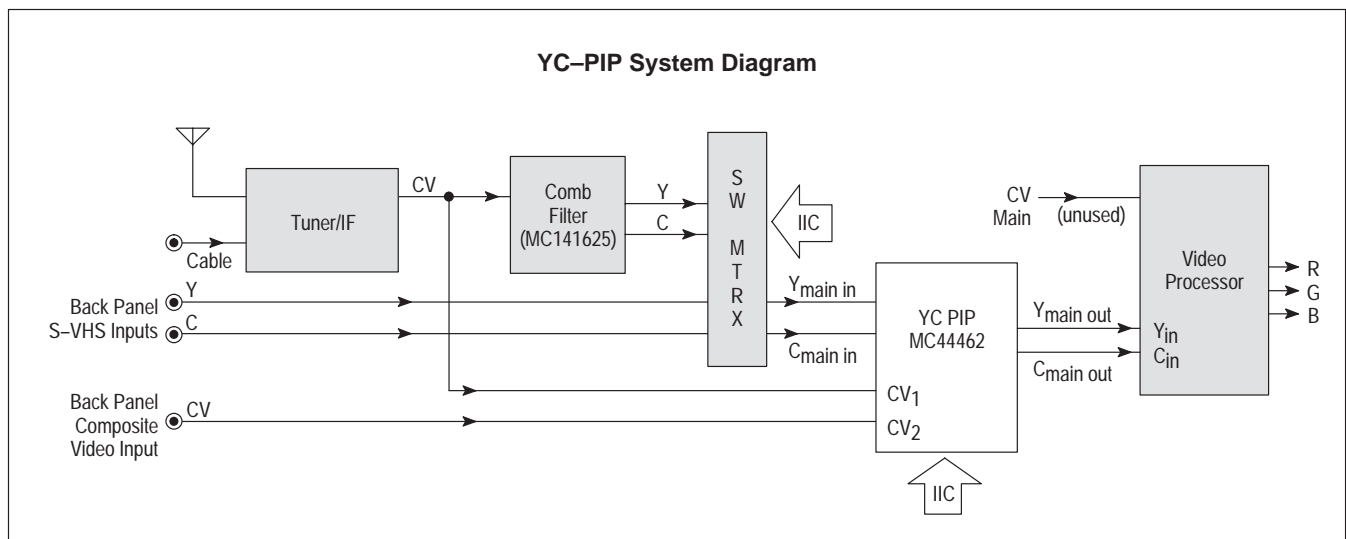 YC–PIP System Diagram
Tuner/IF
CV
Cable
Comb
Filter
(MC141625)
Y
C
S
W
M
T
R
X
IIC
CV
Main
(unused)
Video
Processor
R
G
B
Back Panel
S–VHS Inputs
Y
C
Ymain in
Cmain in
YC PIP
MC44462
Ymain out
Cmain out
Yin
Cin
CV1
CV2
Back Panel
Composite
Video Input
CV
IIC